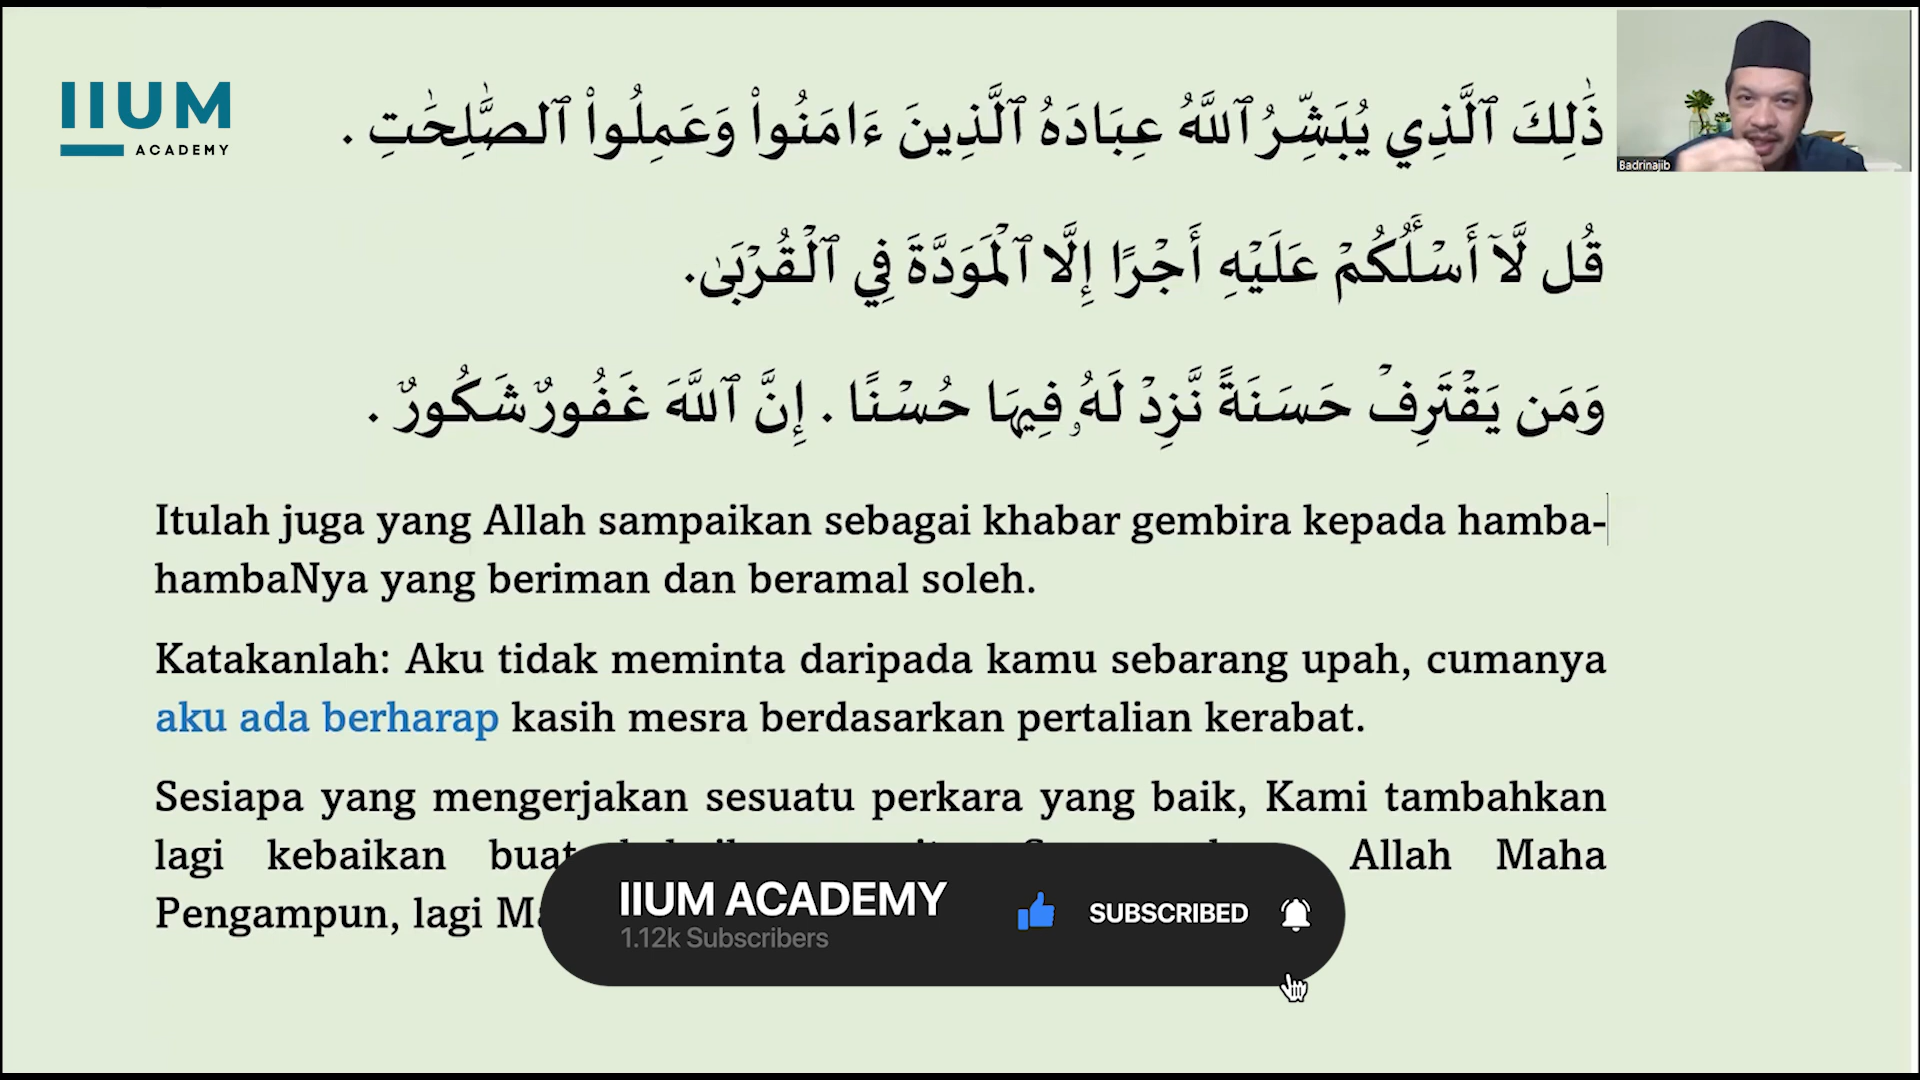 IIUM
ACADEMY
ذَٰلِكَ ٱلَّذِي يُبَشِّرُ ٱللَّهُ عِبَادَهُ ٱلَّذِينَ ءَامَنُوا۟ وَعَمِلُوا۟ ٱلصَّٰلِحَٰتِ .
Badrinajib
قُل لَّآ أَسْـَٔلُكُمْ عَلَيْهِ أَجْرًا إِلَّا ٱلْمَوَدَّةَ فِي ٱلْقُرْبَىٰ.
وَمَن يَقْتَرِفْ حَسَنَةً نَّزِدْ لَهُۥ فِيهَا حُسْنًا . إِنَّ ٱللَّهَ غَفُورٌ شَكُورٌ .
Itulah juga yang Allah sampaikan sebagai khabar gembira kepada hamba-
hambaNya yang beriman dan beramal soleh.
Katakanlah: Aku tidak meminta daripada kamu sebarang upah, cumanya
aku ada berharap kasih mesra berdasarkan pertalian kerabat.
Sesiapa yang mengerjakan sesuatu perkara yang baik, Kami tambahkan
lagi kebaikan buat Allah Maha
Pengampun, lagi
IIUM ACADEMY
1.12k Subscribers
SUBSCRIBED